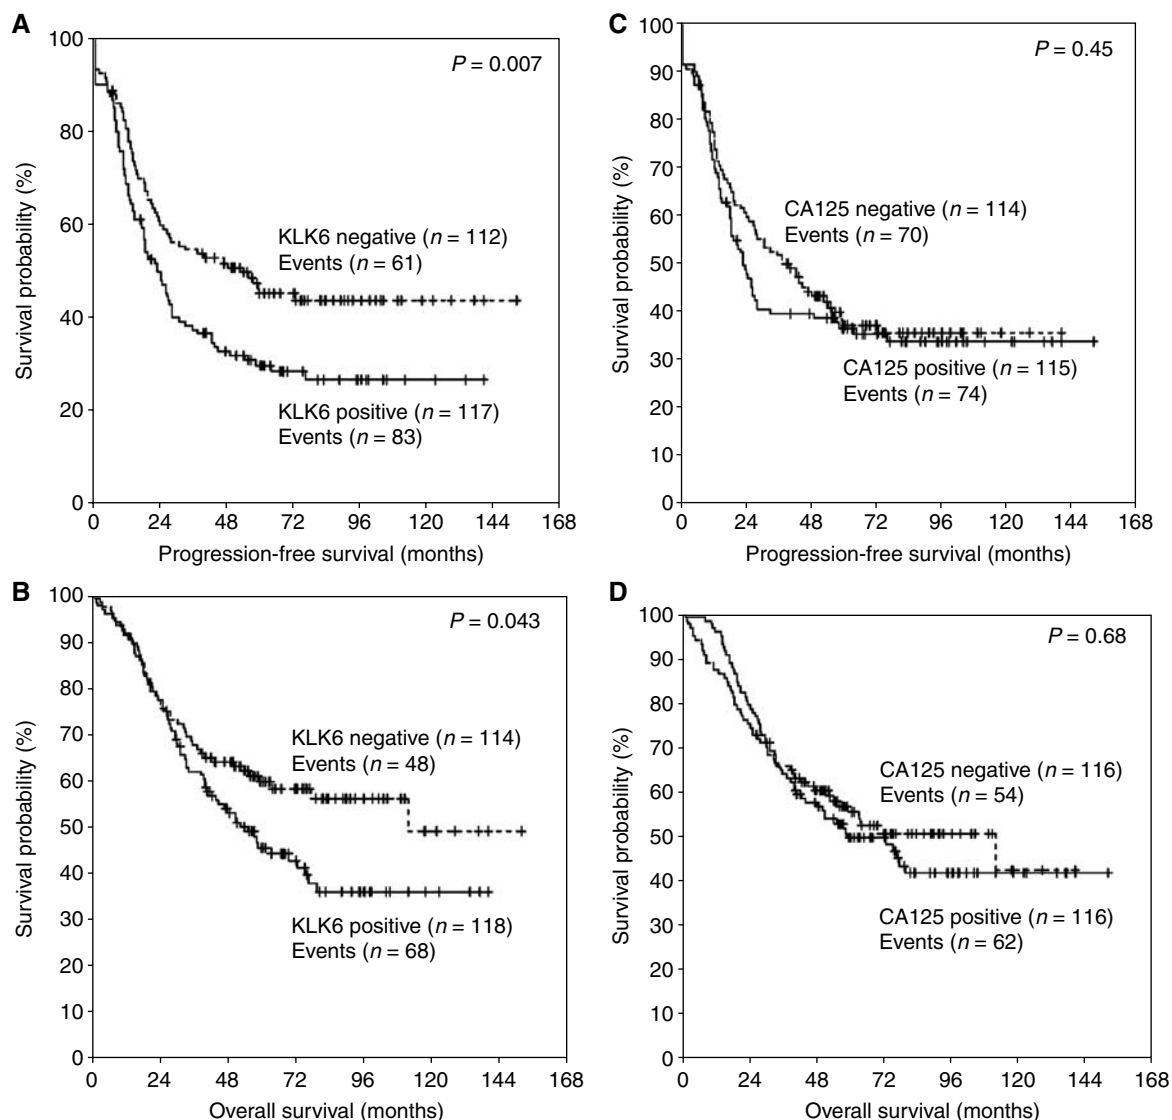 A
P = 0.007
100
80
60
40
20
0
Survival probability (%)
KLK6 negative (n = 112)
Events (n = 61)
KLK6 positive (n = 117)
Events (n = 83)
0 24 48 72 96 120 144 168
Progression-free survival (months)
C
P = 0.45
100
90
80
70
60
50
40
30
20
10
0
Survival probability (%)
CA125 negative (n = 114)
Events (n = 70)
CA125 positive (n = 115)
Events (n = 74)
0 24 48 72 96 120 144 168
Progression-free survival (months)
B
P = 0.043
100
90
80
70
60
50
40
30
20
10
0
Survival probability (%)
KLK6 negative (n = 114)
Events (n = 48)
KLK6 positive (n = 118)
Events (n = 68)
0 24 48 72 96 120 144 168
Overall survival (months)
D
P = 0.68
100
90
80
70
60
50
40
30
20
10
0
Survival probability (%)
CA125 negative (n = 116)
Events (n = 54)
CA125 positive (n = 116)
Events (n = 62)
0 24 48 72 96 120 144 168
Overall survival (months)